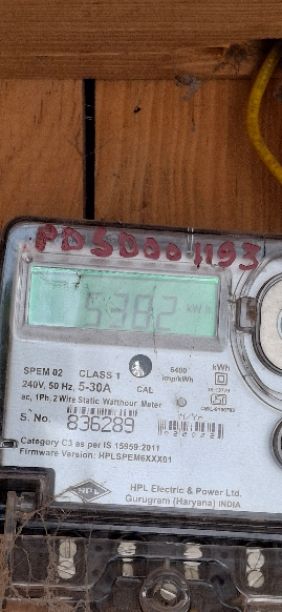 PDSD001193
5382 kWh
SPEM 02 CLASS 1 6400 imp/kWh kWh
240V, 50 Hz, 5-30A CAL
ac, 1Ph, 2 Wire Static Watthour Meter
S. No. 836289
Category C3 as per IS 15959:2011
Firmware Version: HPLSPEM6XXX01
HPL
HPL Electric & Power Ltd.
Gurugram (Haryana) INDIA